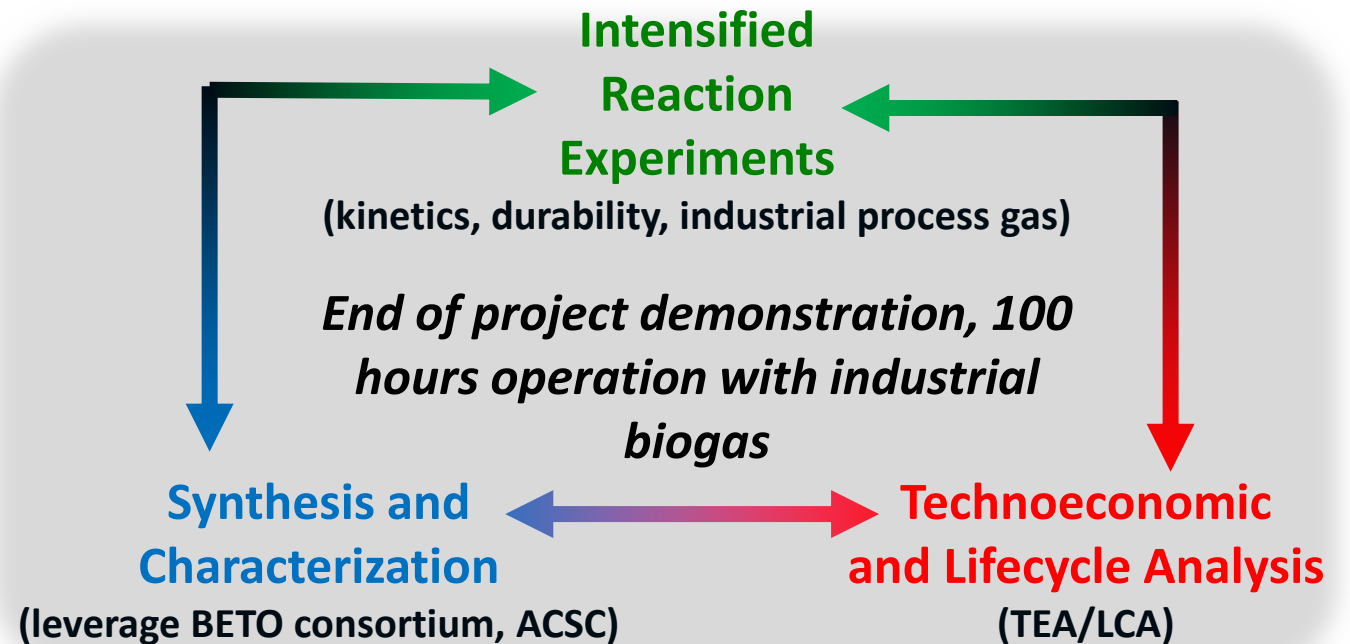 Intensified
Reaction
Experiments
(kinetics, durability, industrial process gas)
End of project demonstration, 100
hours operation with industrial
biogas
Synthesis and
Characterization
(leverage BETO consortium, ACSC)
Technoeconomic
and Lifecycle Analysis
(TEA/LCA)